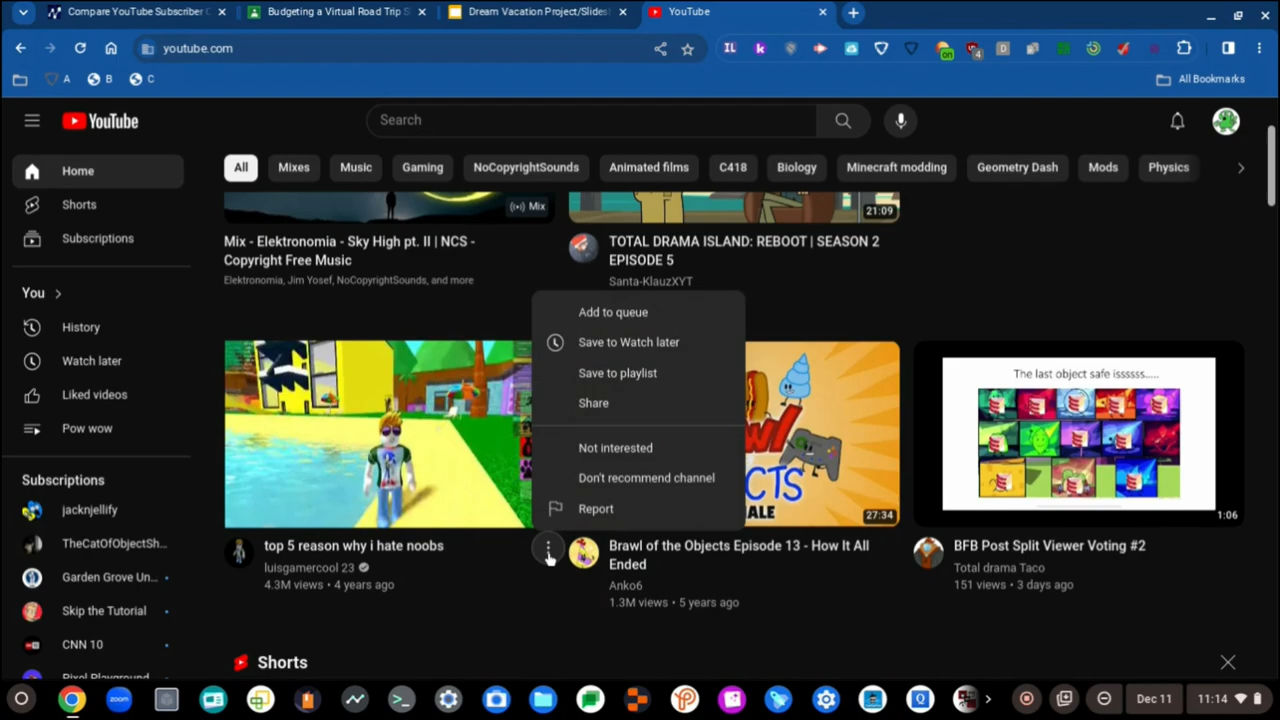 Compare YouTube Subscriber C
Budgeting a Virtual Road Trip S
Dream Vacation Project/Slides
YouTube
youtube.com
IL
k
on
4
D
A
B
C
All Bookmarks
YouTube
Search
All
Mixes
Music
Gaming
NoCopyrightSounds
Animated films
C418
Biology
Minecraft modding
Geometry Dash
Mods
Physics
Home
Shorts
Subscriptions
You
History
Watch later
Liked videos
Pow wow
Subscriptions
jacknjellify
TheCatOfObjectSh...
Garden Grove Un...
Skip the Tutorial
CNN 10
Pixel Playground
Mix
Mix - Elektronomia - Sky High pt. II | NCS -
Copyright Free Music
Elektronomia, Jim Yosef, NoCopyrightSounds, and more
21:09
TOTAL DRAMA ISLAND: REBOOT | SEASON 2
EPISODE 5
Santa-KlauzXYT
Add to queue
Save to Watch later
Save to playlist
Share
Not interested
Don't recommend channel
Report
top 5 reason why i hate noobs
luisgamercool 23
4.3M views • 4 years ago
27:34
Brawl of the Objects Episode 13 - How It All
Ended
Anko6
1.3M views • 5 years ago
The last object safe issssss.....
1:06
BFB Post Split Viewer Voting #2
Total drama Taco
151 views • 3 days ago
Shorts
zoom
Dec 11
11:14